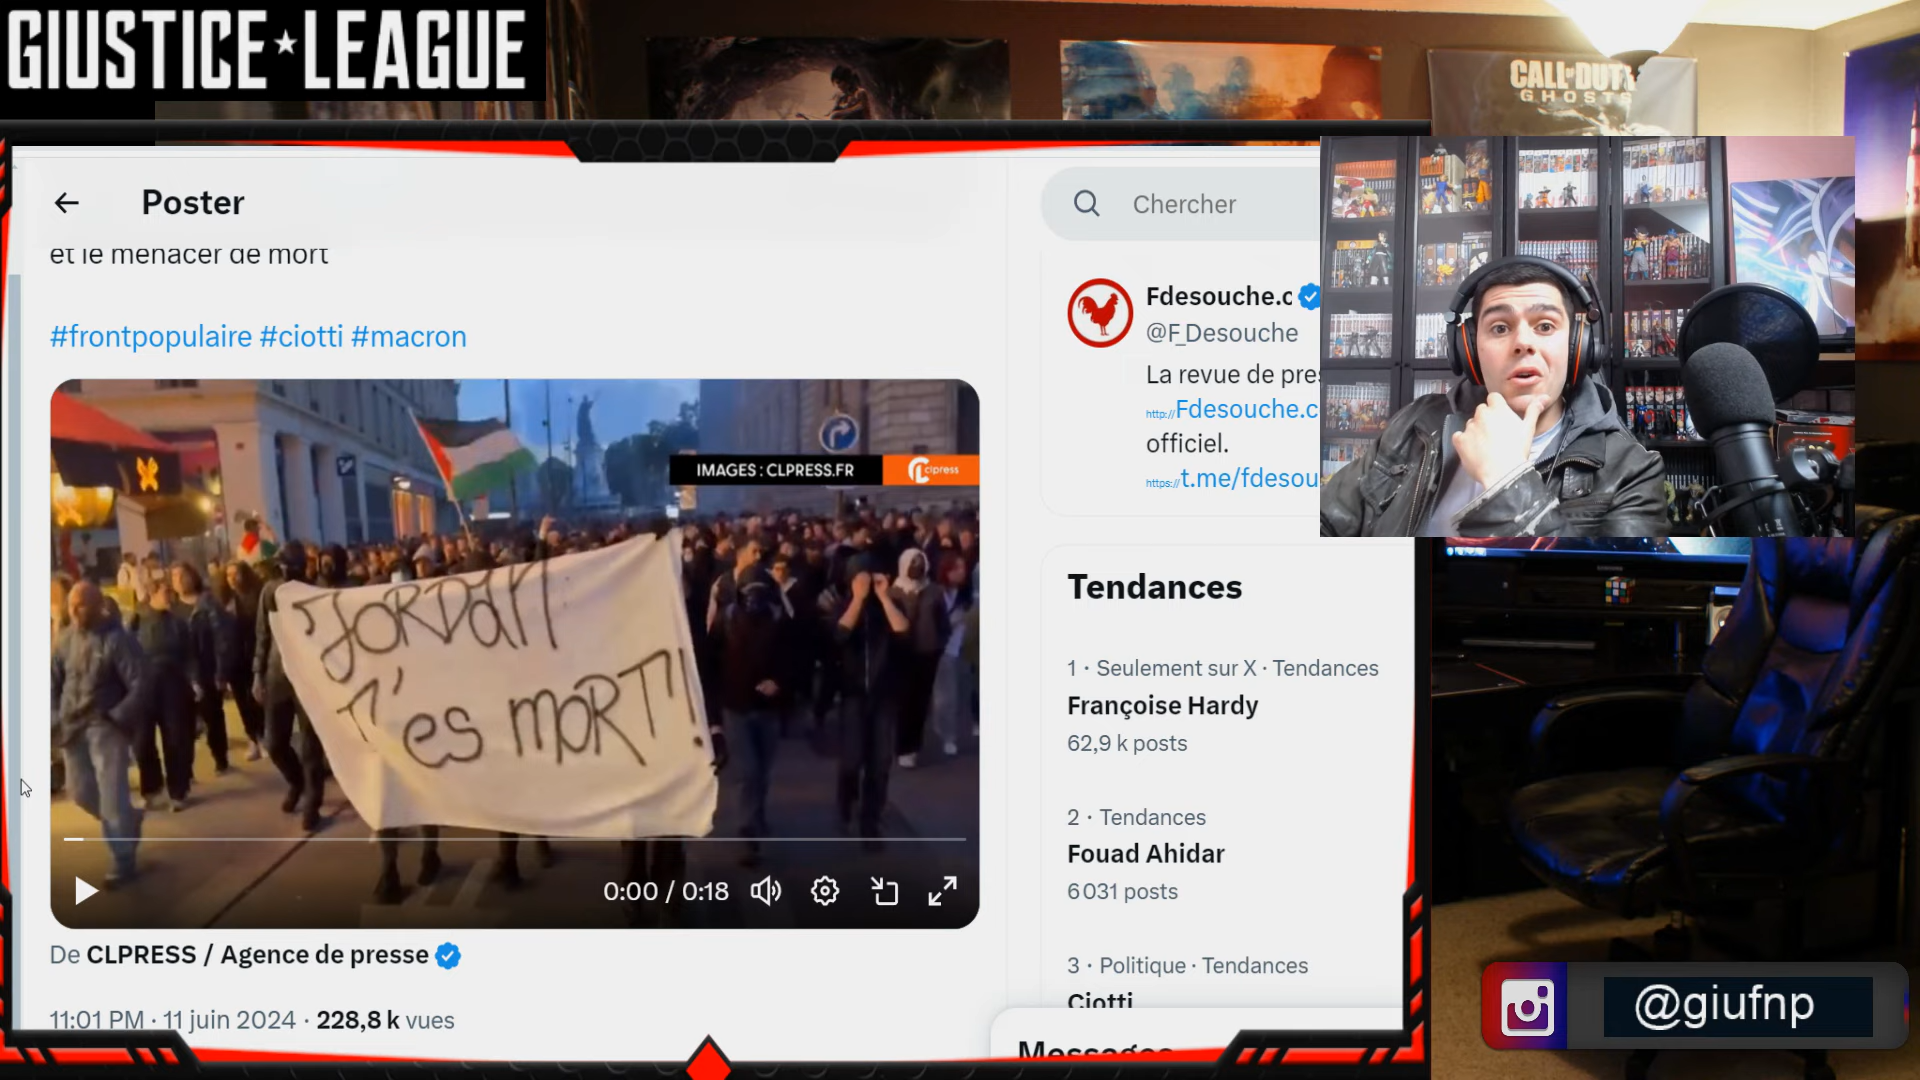 GIUSTICE★LEAGUE
CALL OF DUTY
GHOSTS
Poster
et le menacer de mort
#frontpopulaire #ciotti #macron
IMAGES : CLPRESS.FR
clpress
JORDAN
T'es MORT!
0:00 / 0:18
De CLPRESS / Agence de presse
11:01 PM · 11 juin 2024 · 228,8 k vues
Chercher
Fdesouche.c
@F_Desouche
La revue de pre
http://Fdesouche.c
officiel.
https://t.me/fdesou
Tendances
1 · Seulement sur X · Tendances
Françoise Hardy
62,9 k posts
2 · Tendances
Fouad Ahidar
6 031 posts
3 · Politique · Tendances
Ciotti
Messages
@giufnp